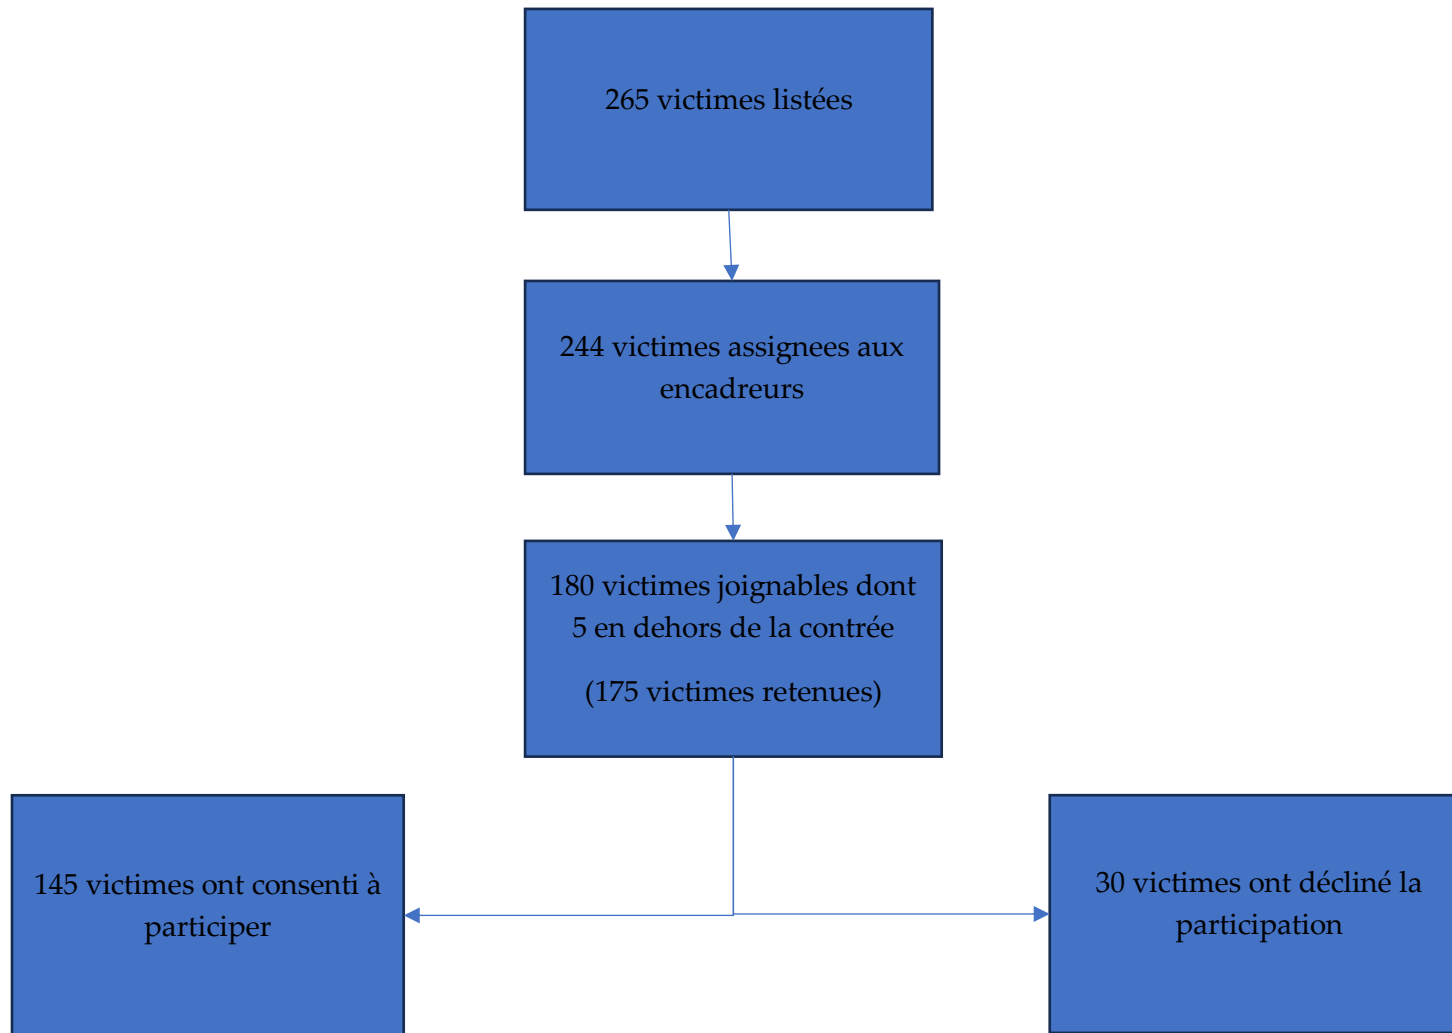 265 victimes listées
244 victimes assignees aux
encadreurs
180 victimes joignables dont
5 en dehors de la contrée
(175 victimes retenues)
145 victimes ont consenti à
participer
30 victimes ont décliné la
participation